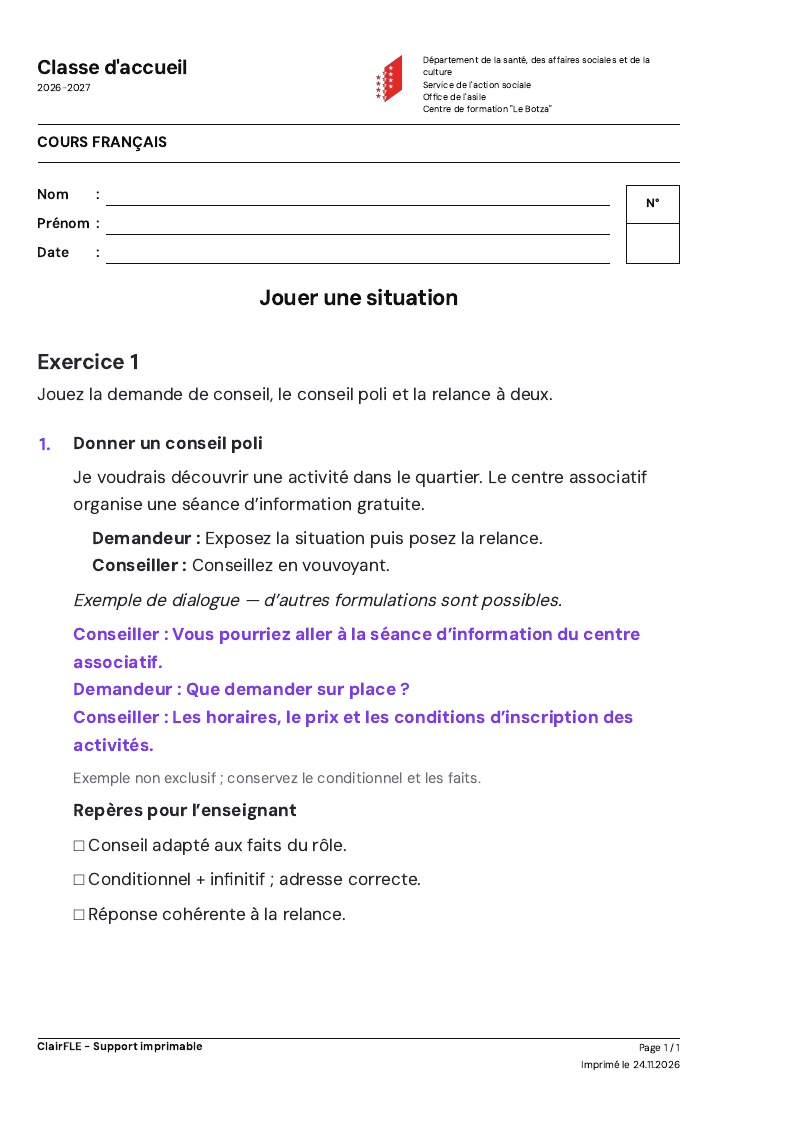 Classe d'accueil
2026-2027
Département de la santé, des affaires sociales et de la
culture
Service de l'action sociale
Office de l'asile
Centre de formation "Le Botza"
COURS FRANÇAIS
Nom :
Prénom :
Date :
N°
Jouer une situation
Exercice 1
Jouez la demande de conseil, le conseil poli et la relance à deux.
1. Donner un conseil poli
Je voudrais découvrir une activité dans le quartier. Le centre associatif
organise une séance d’information gratuite.
Demandeur : Exposez la situation puis posez la relance.
Conseiller : Conseillez en vouvoyant.
Exemple de dialogue — d’autres formulations sont possibles.
Conseiller : Vous pourriez aller à la séance d’information du centre
associatif.
Demandeur : Que demander sur place ?
Conseiller : Les horaires, le prix et les conditions d’inscription des
activités.
Exemple non exclusif ; conservez le conditionnel et les faits.
Repères pour l’enseignant
□ Conseil adapté aux faits du rôle.
□ Conditionnel + infinitif ; adresse correcte.
□ Réponse cohérente à la relance.
ClairFLE - Support imprimable
Page 1 / 1
Imprimé le 24.11.2026